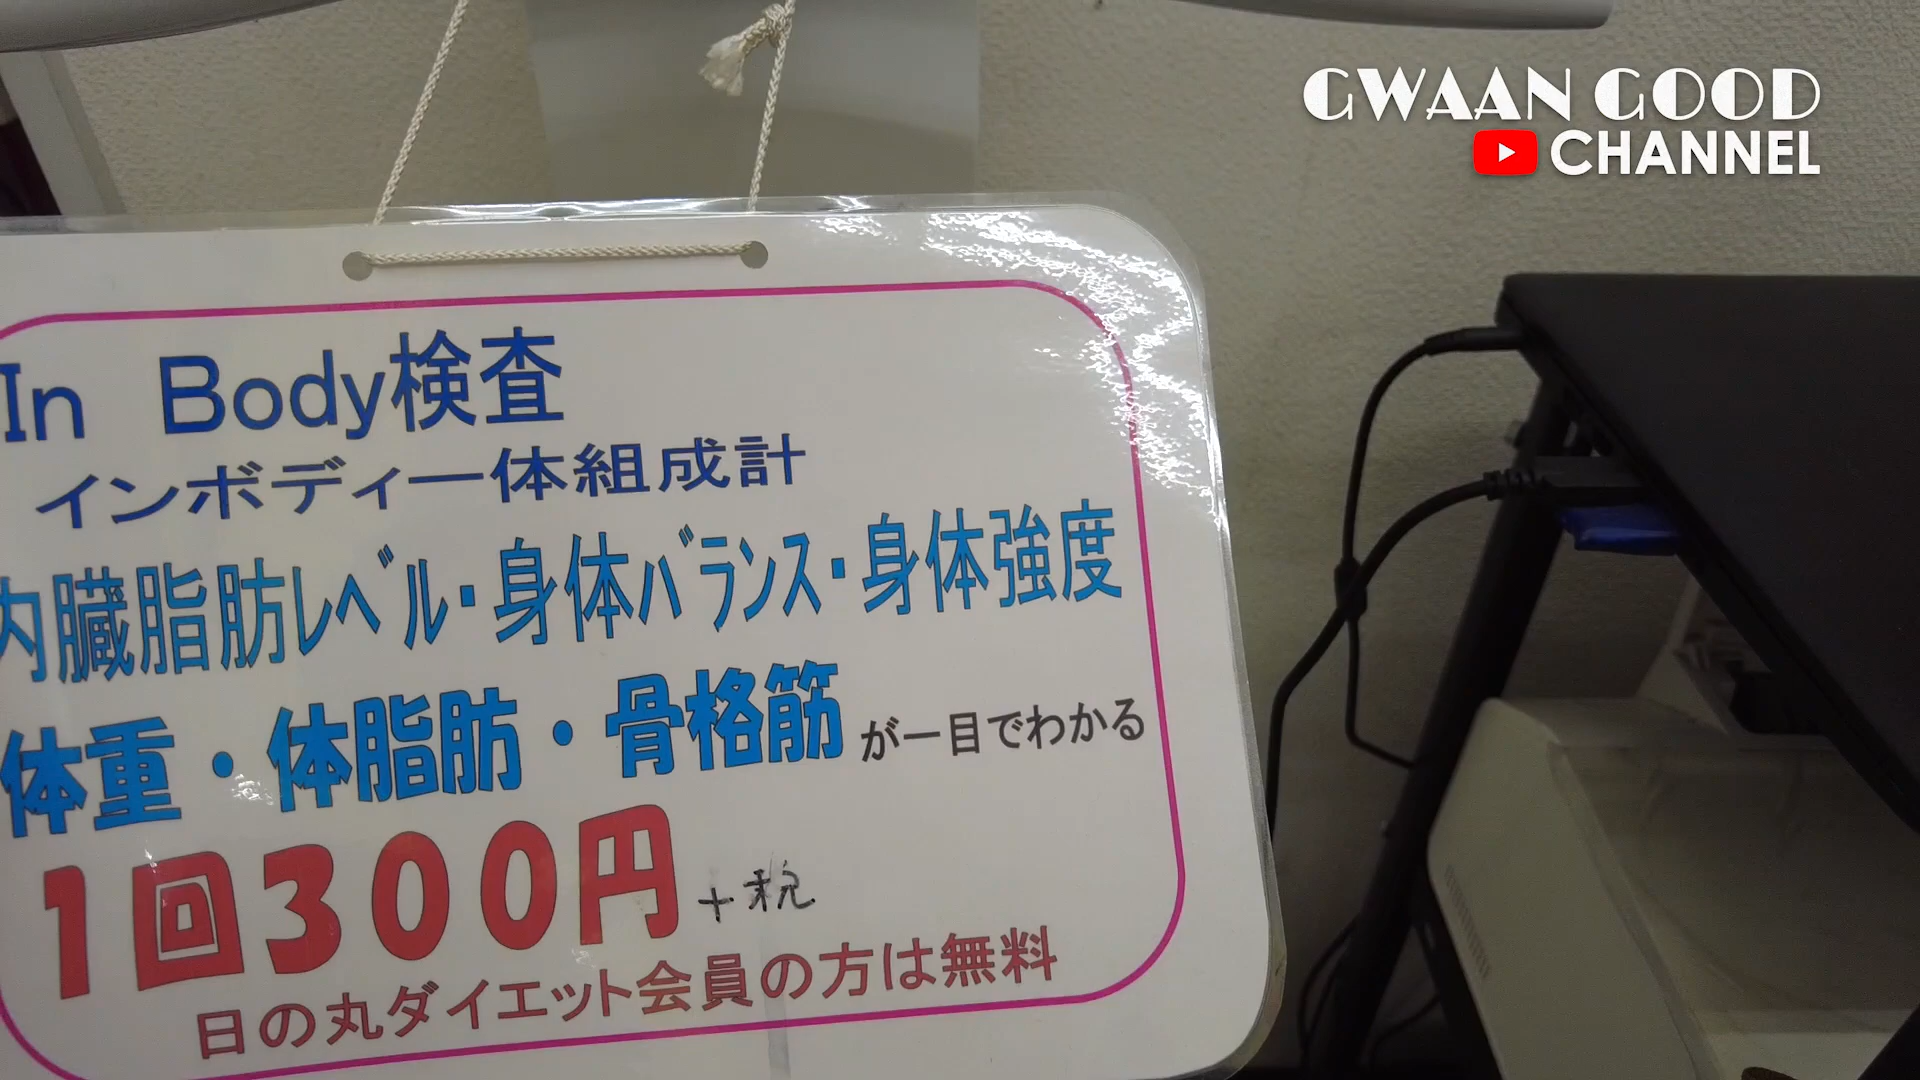 GWAAN GOOD
CHANNEL
In Body検査
インボディー体組成計
内臓脂肪レベル・身体バランス・身体強度
体重・体脂肪・骨格筋が一目でわかる
1回300円+税
日の丸ダイエット会員の方は無料